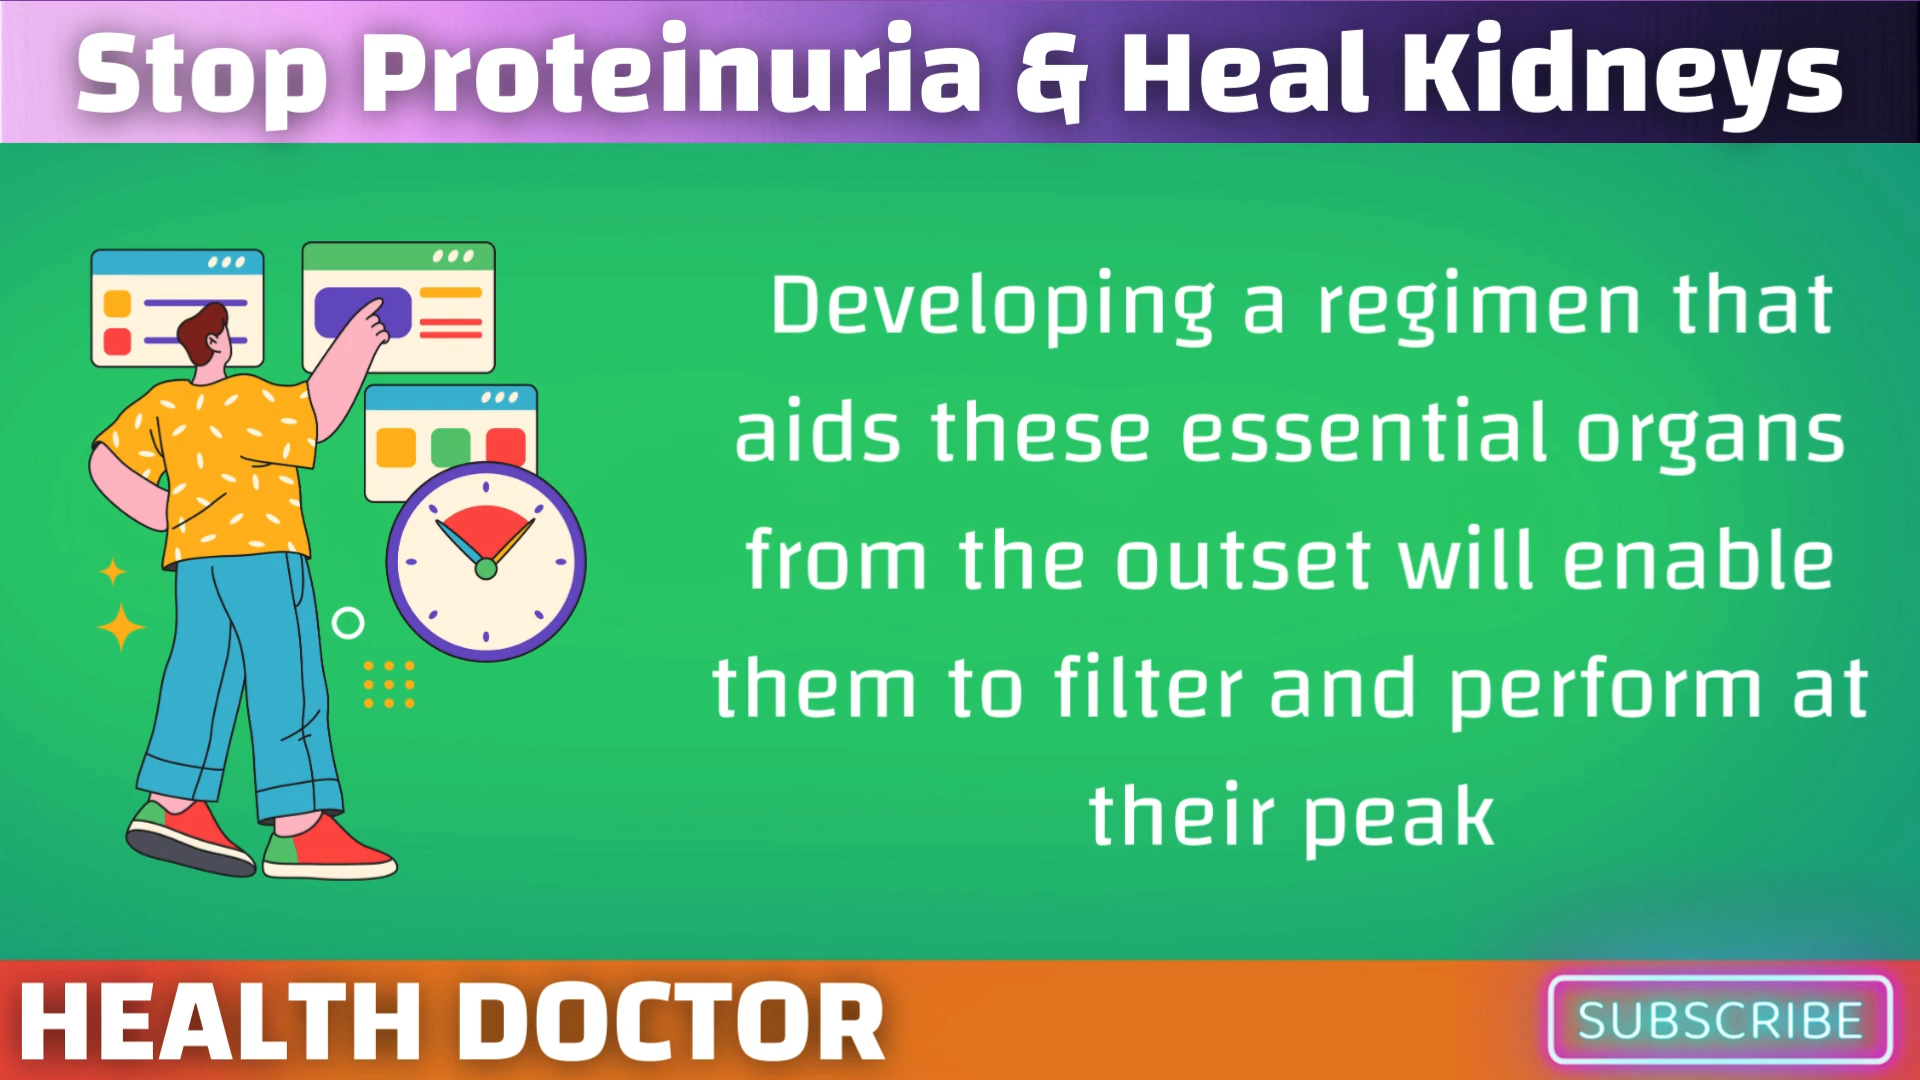 Stop Proteinuria & Heal Kidneys
Developing a regimen that
aids these essential organs
from the outset will enable
them to filter and perform at
their peak
HEALTH DOCTOR
SUBSCRIBE